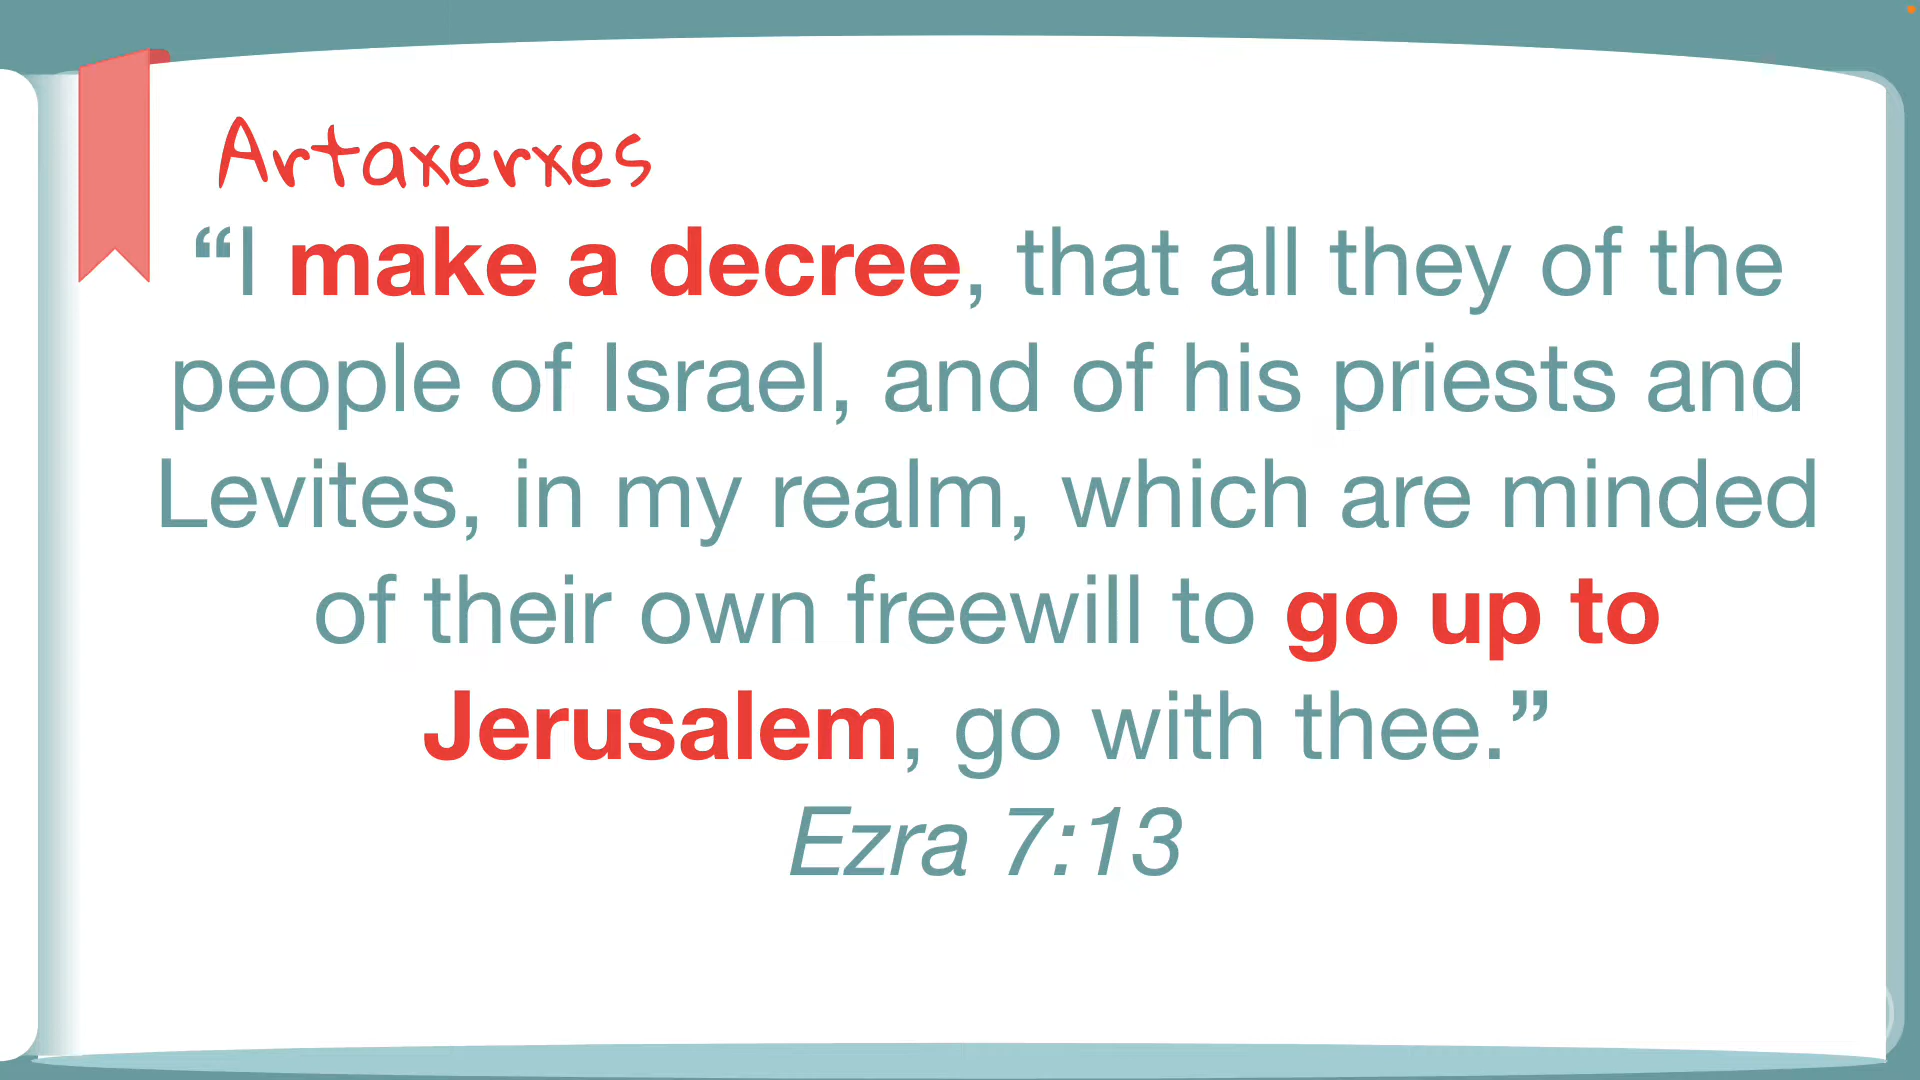 Artaxerxes
“I make a decree, that all they of the
people of Israel, and of his priests and
Levites, in my realm, which are minded
of their own freewill to go up to
Jerusalem, go with thee.”
Ezra 7:13